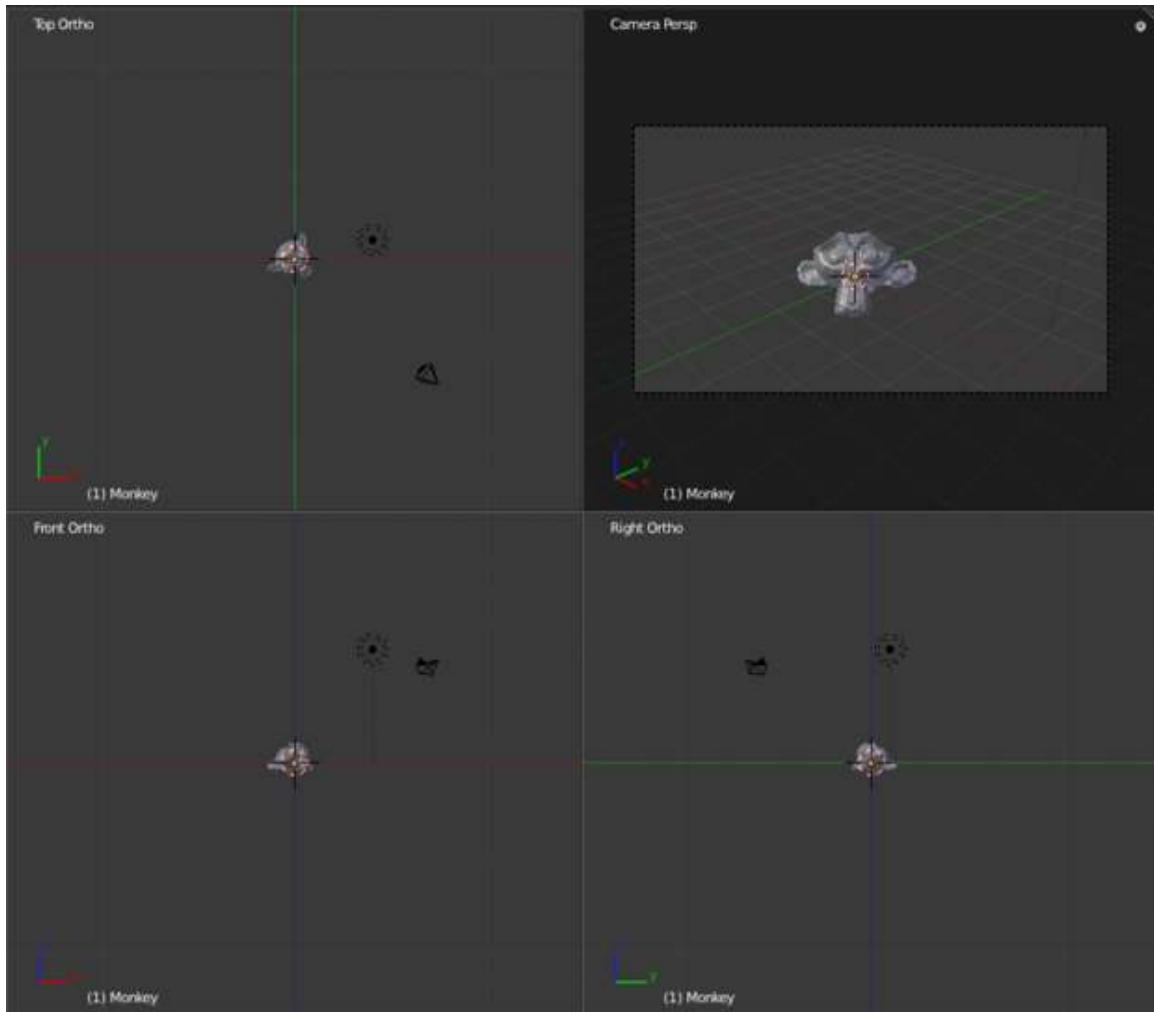 Top Ortho
Camera Persp
y
(1) Monkey
y
(1) Monkey
Front Ortho
Right Ortho
(1) Monkey
y
(1) Monkey